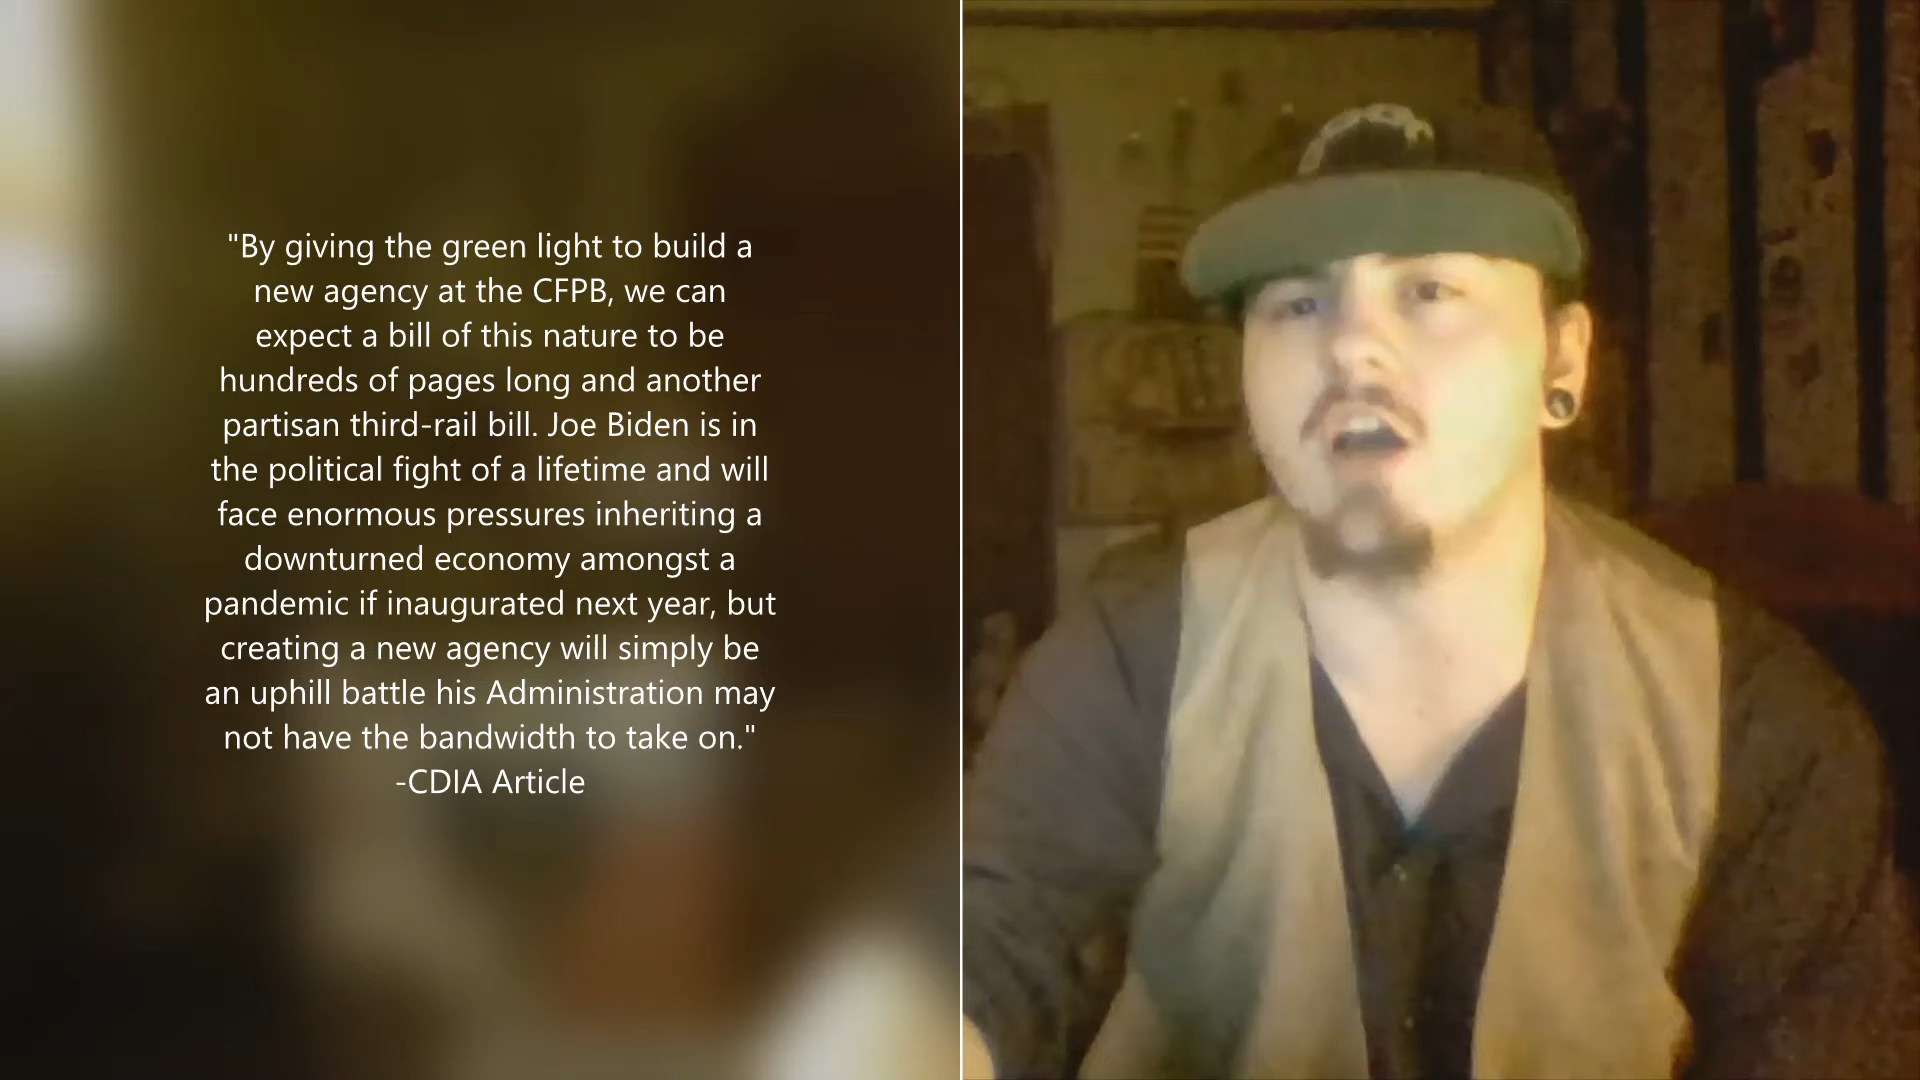 "By giving the green light to build a
new agency at the CFPB, we can
expect a bill of this nature to be
hundreds of pages long and another
partisan third-rail bill. Joe Biden is in
the political fight of a lifetime and will
face enormous pressures inheriting a
downturned economy amongst a
pandemic if inaugurated next year, but
creating a new agency will simply be
an uphill battle his Administration may
not have the bandwidth to take on."
-CDIA Article